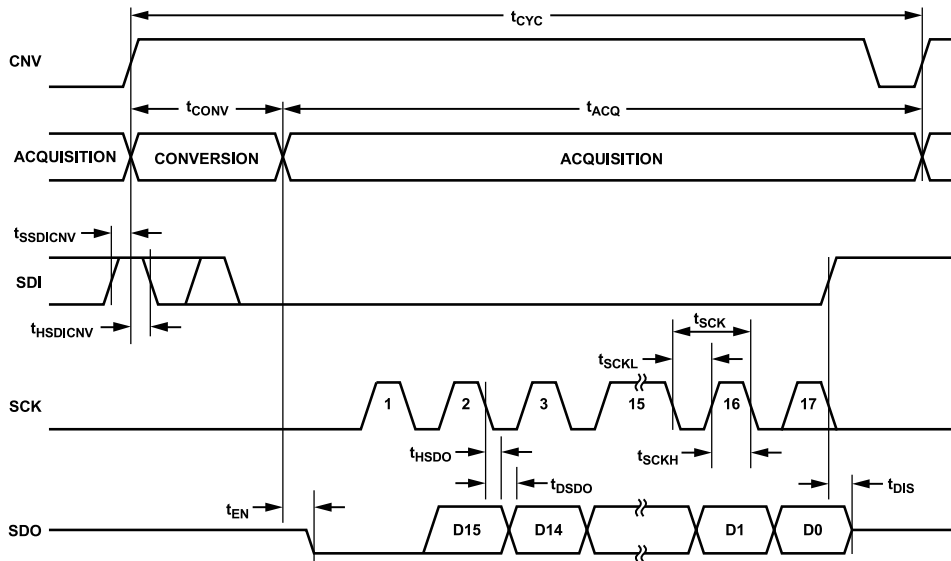 tCYC
CNV
tCONV
tACQ
ACQUISITION
CONVERSION
ACQUISITION
tSSDICNV
SDI
tHSDICNV
tSCK
tSCKL
SCK
1
2
3
15
16
17
tHSDO
tDSDO
tSCKH
tEN
tDIS
SDO
D15
D14
D1
D0